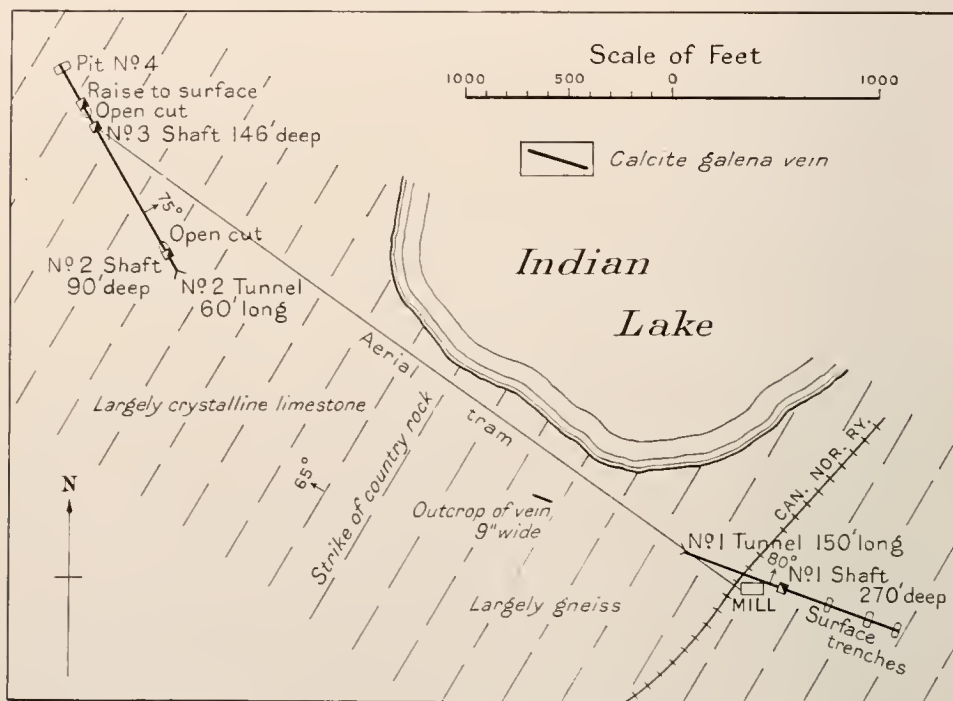 Pit Nº 4
Raise to surface
Open cut
Nº 3 Shaft 146' deep
Scale of Feet
1000 500 0 1000
Calcite galena vein
75°
Open cut
Nº 2 Shaft
90' deep
Nº 2 Tunnel
60' long
Indian
Lake
Aerial
tram
Largely crystalline limestone
65°
Strike of country rock
Outcrop of vein,
9" wide
CAN. NOR. RY.
N
Nº 1 Tunnel 150' long
80°
Nº 1 Shaft
270' deep
MILL
Largely gneiss
Surface
trenches